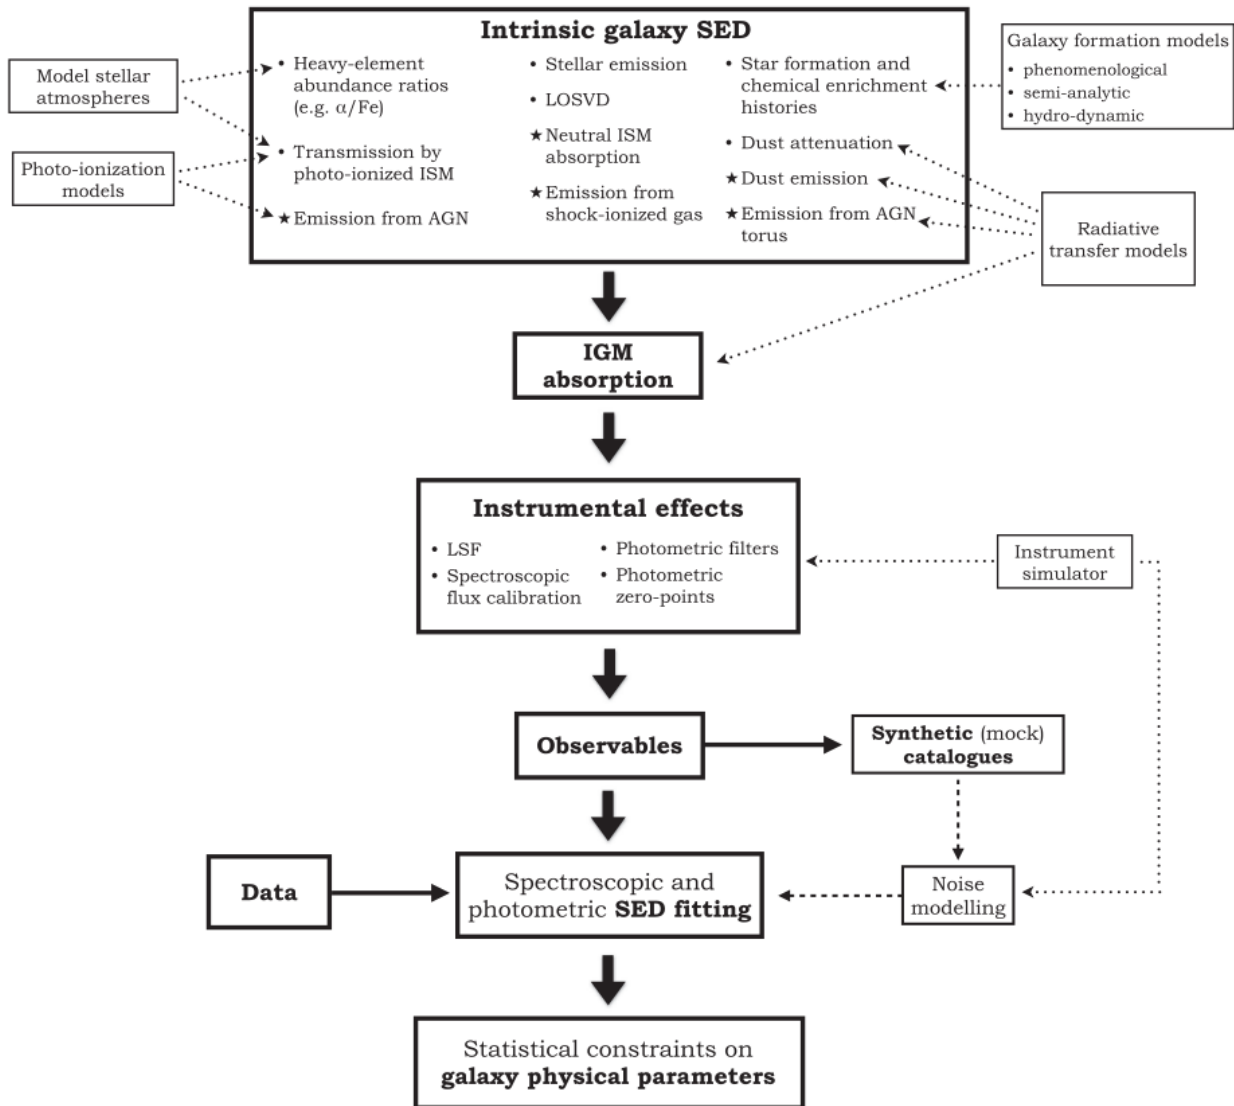 Intrinsic galaxy SED
• Heavy-element
abundance ratios
(e.g. α/Fe)
• Transmission by
photo-ionized ISM
★ Emission from AGN
• Stellar emission
• LOSVD
★ Neutral ISM
absorption
★ Emission from
shock-ionized gas
• Star formation and
chemical enrichment
histories
• Dust attenuation
★ Dust emission
★ Emission from AGN
torus
Model stellar
atmospheres
Photo-ionization
models
Galaxy formation models
• phenomenological
• semi-analytic
• hydro-dynamic
Radiative
transfer models
IGM
absorption
Instrumental effects
• LSF
• Spectroscopic
flux calibration
• Photometric filters
• Photometric
zero-points
Instrument
simulator
Observables
Synthetic (mock)
catalogues
Data
Spectroscopic and
photometric SED fitting
Noise
modelling
Statistical constraints on
galaxy physical parameters